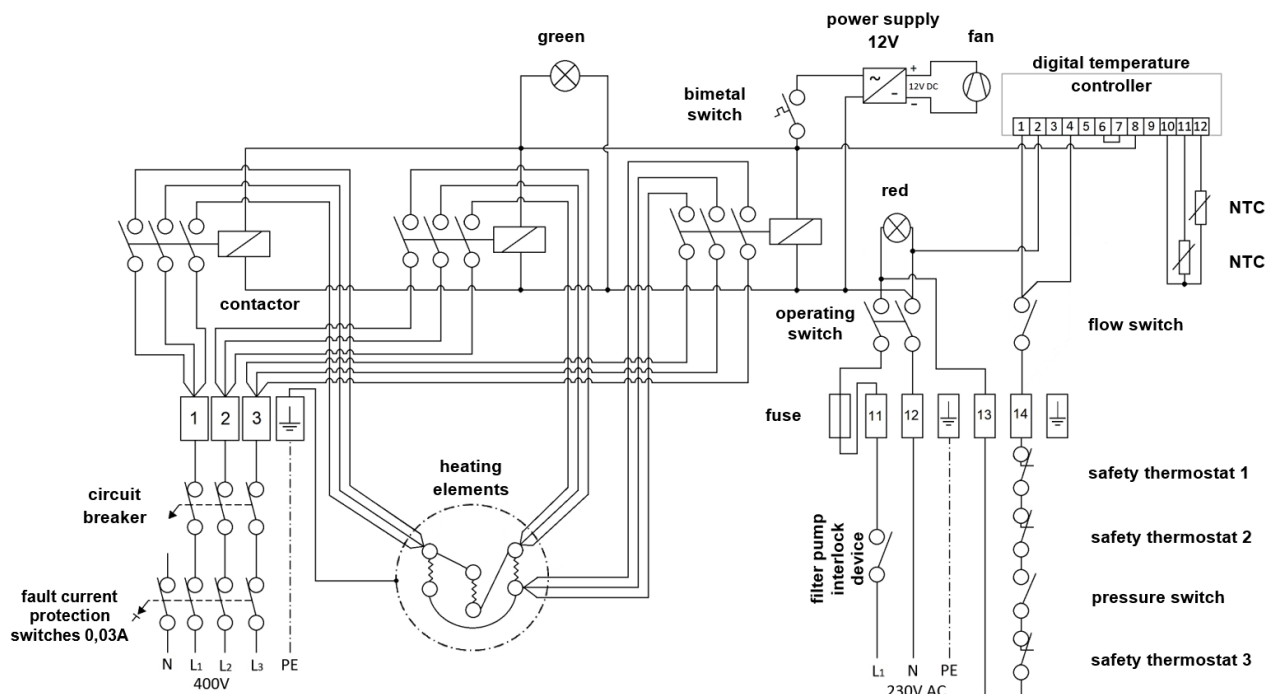 power supply
12V
fan
green
digital temperature
controller
bimetal
switch
+
12V DC
-
~
-
1 2 3 4 5 6 7 8 9 10 11 12
red
NTC
NTC
contactor
operating
switch
flow switch
1 2 3
fuse
11 12 13 14
heating
elements
safety thermostat 1
circuit
breaker
safety thermostat 2
filter pump
interlock
device
pressure switch
fault current
protection
switches 0,03A
safety thermostat 3
N L1 L2 L3 PE
400V
L1 N PE
230V AC